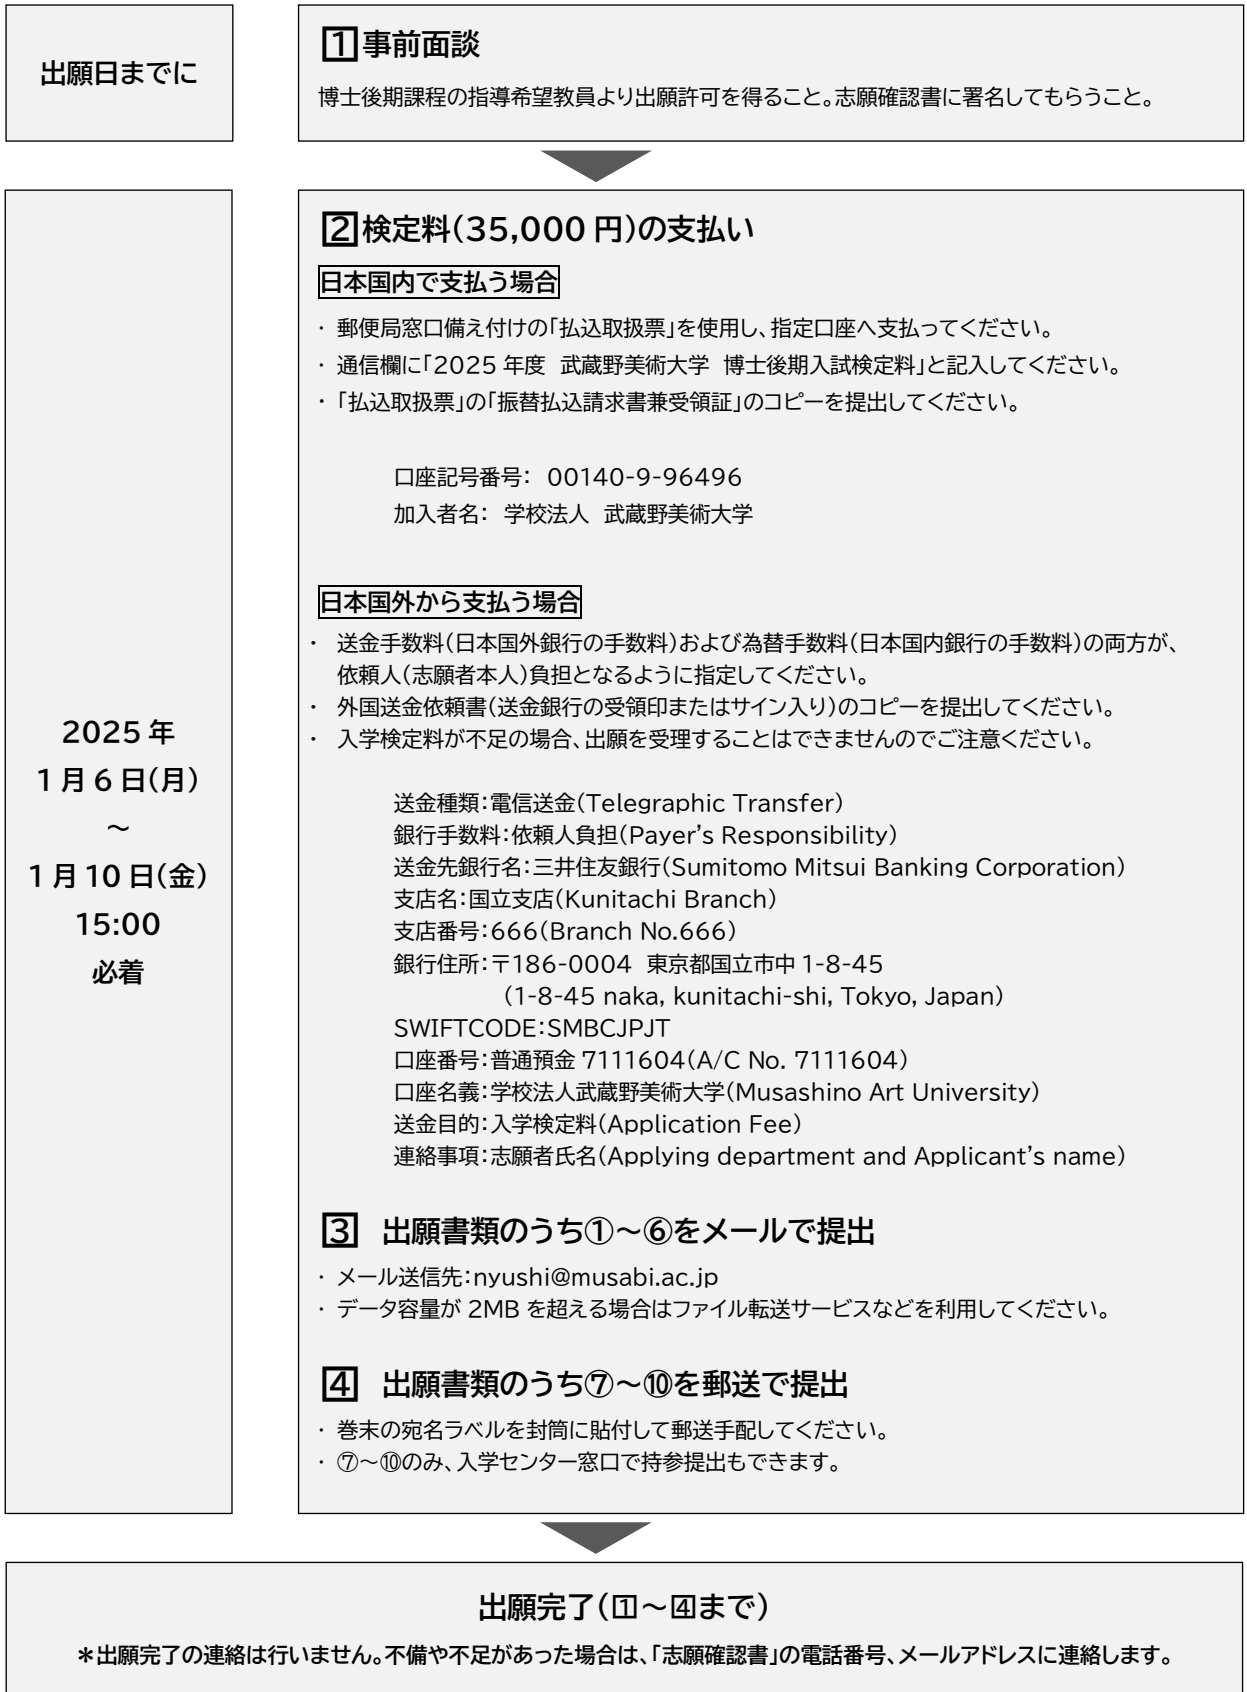 出願日までに
1 事前面談
博士後期課程の指導希望教員より出願許可を得ること。志願確認書に署名してもらうこと。
2025 年
1 月 6 日(月)
～
1 月 10 日(金)
15:00
必着
2 検定料(35,000 円)の支払い
日本国内で支払う場合
・ 郵便局窓口備え付けの「払込取扱票」を使用し、指定口座へ支払ってください。
・ 通信欄に「2025 年度 武蔵野美術大学 博士後期入試検定料」と記入してください。
・ 「払込取扱票」の「振替払込請求書兼受領証」のコピーを提出してください。
口座記号番号： 00140-9-96496
加入者名： 学校法人 武蔵野美術大学
日本国外から支払う場合
・ 送金手数料(日本国外銀行の手数料)および為替手数料(日本国内銀行の手数料)の両方が、
依頼人(志願者本人)負担となるように指定してください。
・ 外国送金依頼書(送金銀行の受領印またはサイン入り)のコピーを提出してください。
・ 入学検定料が不足の場合、出願を受理することはできませんのでご注意ください。
送金種類：電信送金(Telegraphic Transfer)
銀行手数料：依頼人負担(Payer's Responsibility)
送金先銀行名：三井住友銀行(Sumitomo Mitsui Banking Corporation)
支店名：国立支店(Kunitachi Branch)
支店番号：666(Branch No.666)
銀行住所：〒186-0004 東京都国立市中 1-8-45
(1-8-45 naka, kunitachi-shi, Tokyo, Japan)
SWIFTCODE：SMBCJPJT
口座番号：普通預金 7111604(A/C No. 7111604)
口座名義：学校法人武蔵野美術大学(Musashino Art University)
送金目的：入学検定料(Application Fee)
連絡事項：志願者氏名(Applying department and Applicant's name)
3 出願書類のうち①～⑥をメールで提出
・ メール送信先：nyushi@musabi.ac.jp
・ データ容量が 2MB を超える場合はファイル転送サービスなどを利用してください。
4 出願書類のうち⑦～⑩を郵送で提出
・ 巻末の宛名ラベルを封筒に貼付して郵送手配してください。
・ ⑦～⑩のみ、入学センター窓口で持参提出もできます。
出願完了(1～4まで)
＊出願完了の連絡は行いません。不備や不足があった場合は、「志願確認書」の電話番号、メールアドレスに連絡します。